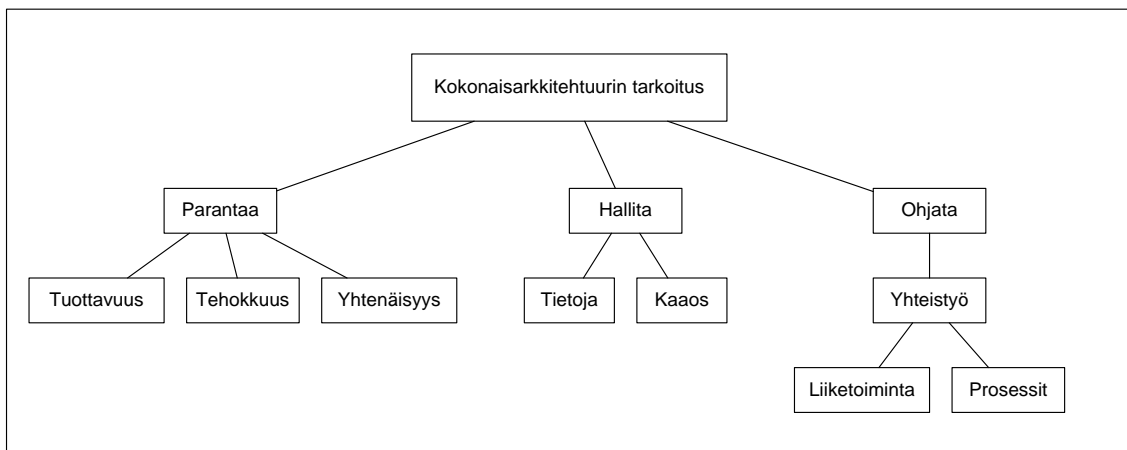 Kokonaisarkkitehtuurin tarkoitus
Parantaa
Hallita
Ohjata
Tuottavuus
Tehokkuus
Yhtenäisyys
Tietoja
Kaaos
Yhteistyö
Liiketoiminta
Prosessit